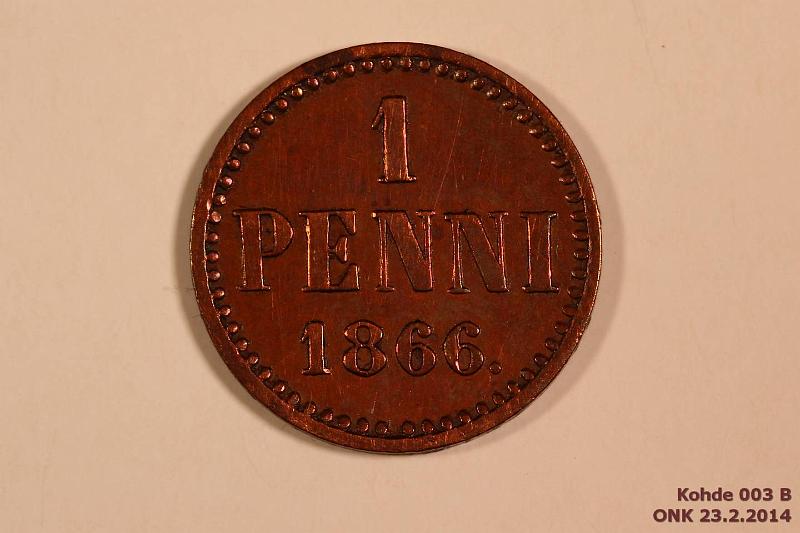 1
PENNI
1866.
Kohde 003 B
ONK 23.2.2014